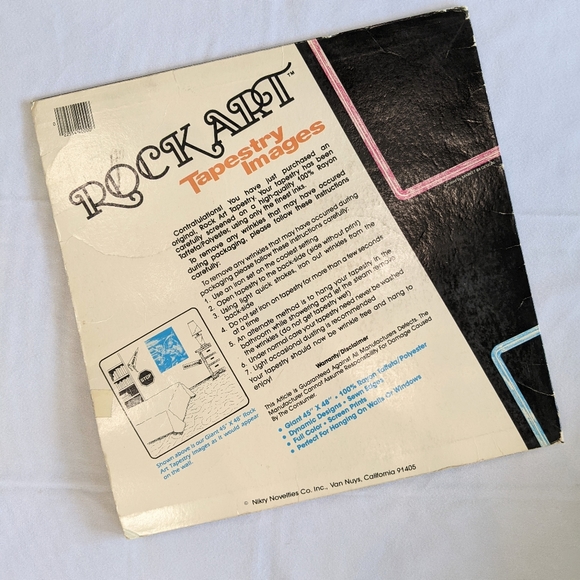 ROCK ART™
Tapestry
Images
Contratulations! You have just purchased an
original, Rock Art tapestry. Your tapestry has been
carefully screened on a high-quality 100% Rayon
Taffeta/Polyester, using only the finest inks.
To remove any wrinkles that may have occured
during packaging, please follow these instructions
carefully:
To remove any wrinkles that may have occurred during
packaging please follow these instructions carefully:
1. Use an iron set on the coolest setting
2. Open tapestry to the backside (side without print)
3. Using light quick strokes, iron out wrinkles from the
back-side
4. Do not set iron on tapestry for more than a few seconds
at a time
5. An alternate method is to hang your tapestry in the
bathroom while showering and let the steam remove
the wrinkles (do not get tapestry wet)
6. Under normal care your tapestry need never be washed
7. Light occasional dusting is recommended
Your tapestry should now be wrinkle free and hang to
enjoy!
Warranty/Disclaimer
This Article is Guaranteed Against All Manufacturers Defects. The
Manufacturer Cannot Assume Responsibility For Damage Caused
By The Consumer.
• Giant 45" X 48" - 100% Rayon Taffeta/Polyester
• Dynamic Designs - Sewn Edges
• Full Color - Screen Prints
• Perfect for Hanging On Walls Or Windows
STOP
Shown above is our Giant 45" X 48" Rock
Art Tapestry Images as it would appear
on the wall.
© Nikry Novelties Co. Inc., Van Nuys, California 91405